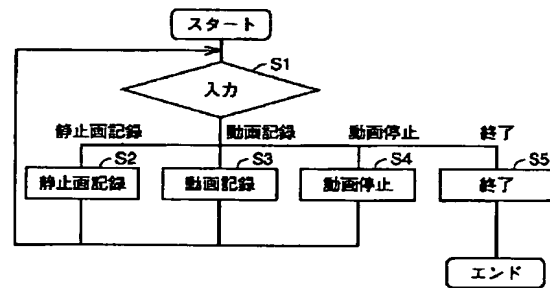 スタート
S1
入力
静止画記録 動画記録 動画停止 終了
S2 S3 S4 S5
静止画記録 動画記録 動画停止 終了
エンド